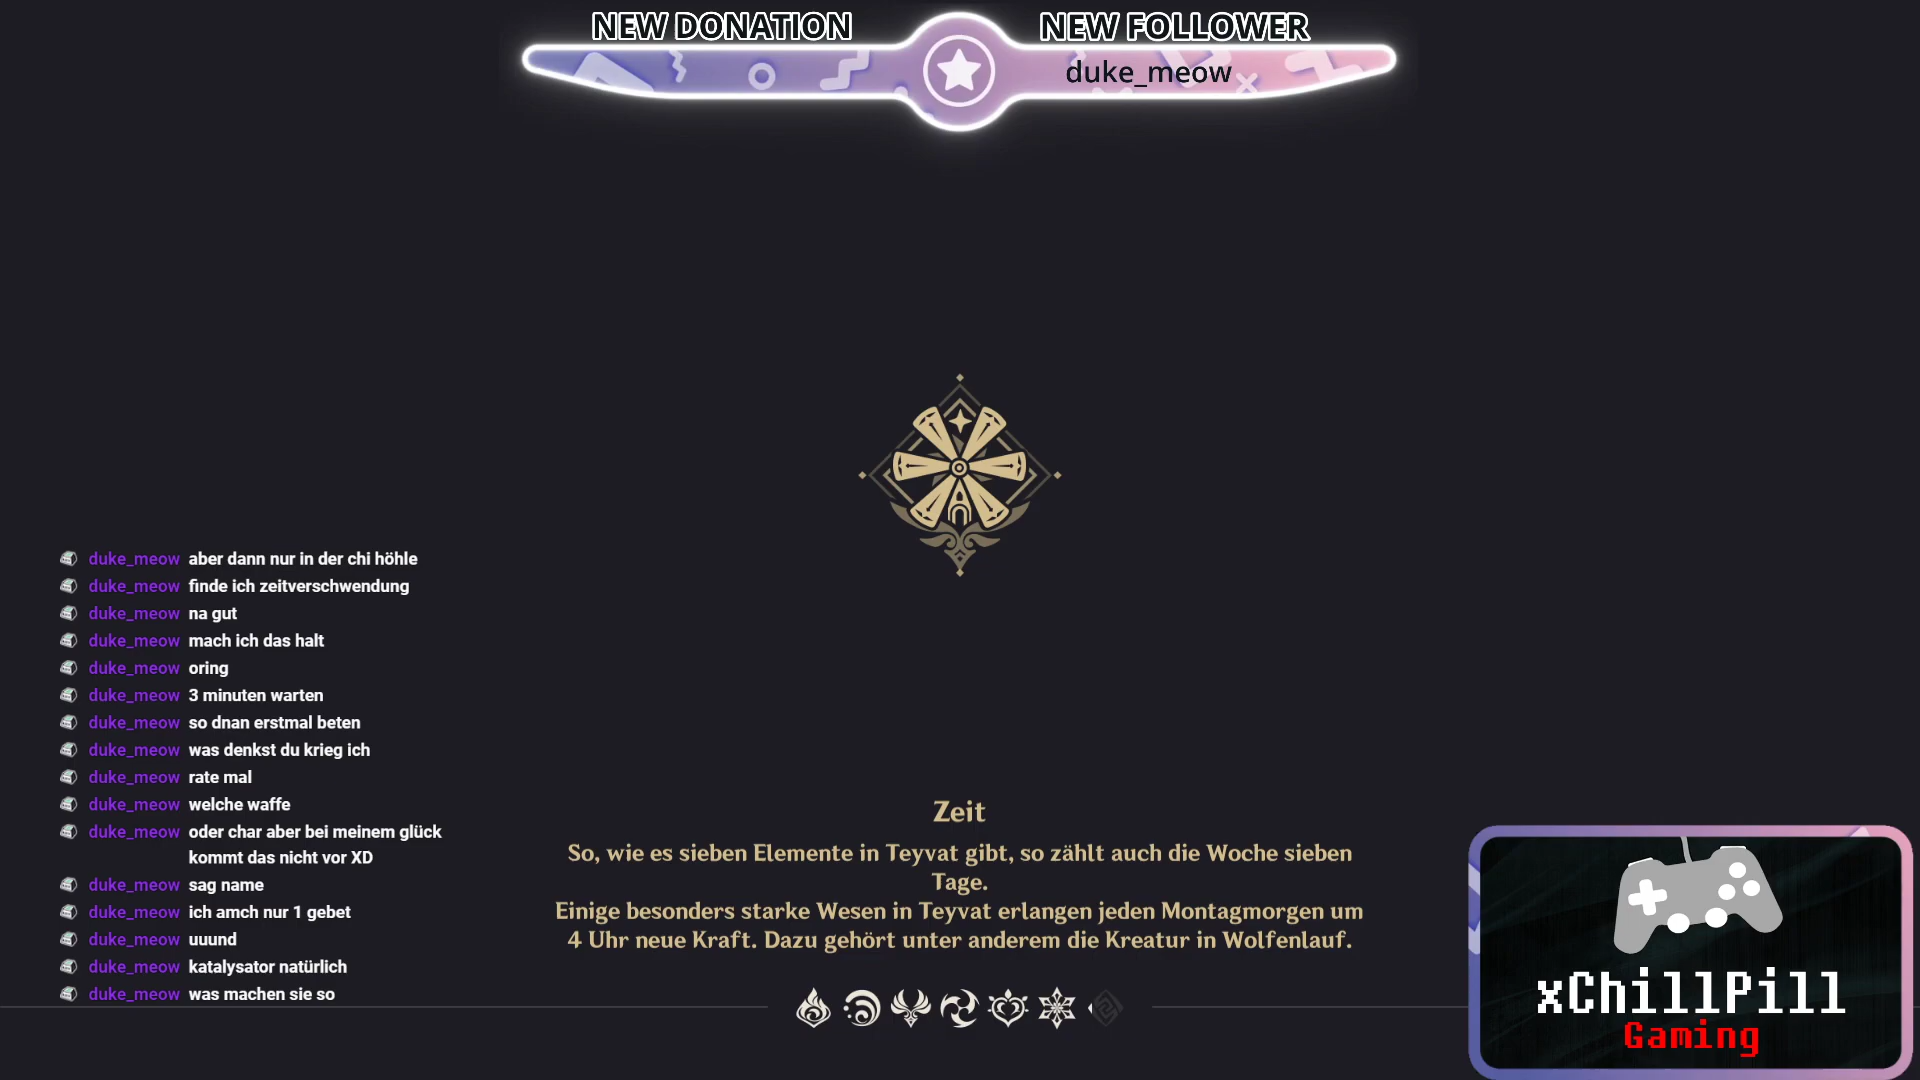 NEW DONATION
NEW FOLLOWER
duke_meow
duke_meow aber dann nur in der chi höhle
duke_meow finde ich zeitverschwendung
duke_meow na gut
duke_meow mach ich das halt
duke_meow oring
duke_meow 3 minuten warten
duke_meow so dnan erstmal beten
duke_meow was denkst du krieg ich
duke_meow rate mal
duke_meow welche waffe
duke_meow oder char aber bei meinem glück
kommt das nicht vor XD
duke_meow sag name
duke_meow ich amch nur 1 gebet
duke_meow uuund
duke_meow katalysator natürlich
duke_meow was machen sie so
Zeit
So, wie es sieben Elemente in Teyvat gibt, so zählt auch die Woche sieben
Tage.
Einige besonders starke Wesen in Teyvat erlangen jeden Montagmorgen um
4 Uhr neue Kraft. Dazu gehört unter anderem die Kreatur in Wolfenlauf.
xChillPill
Gaming